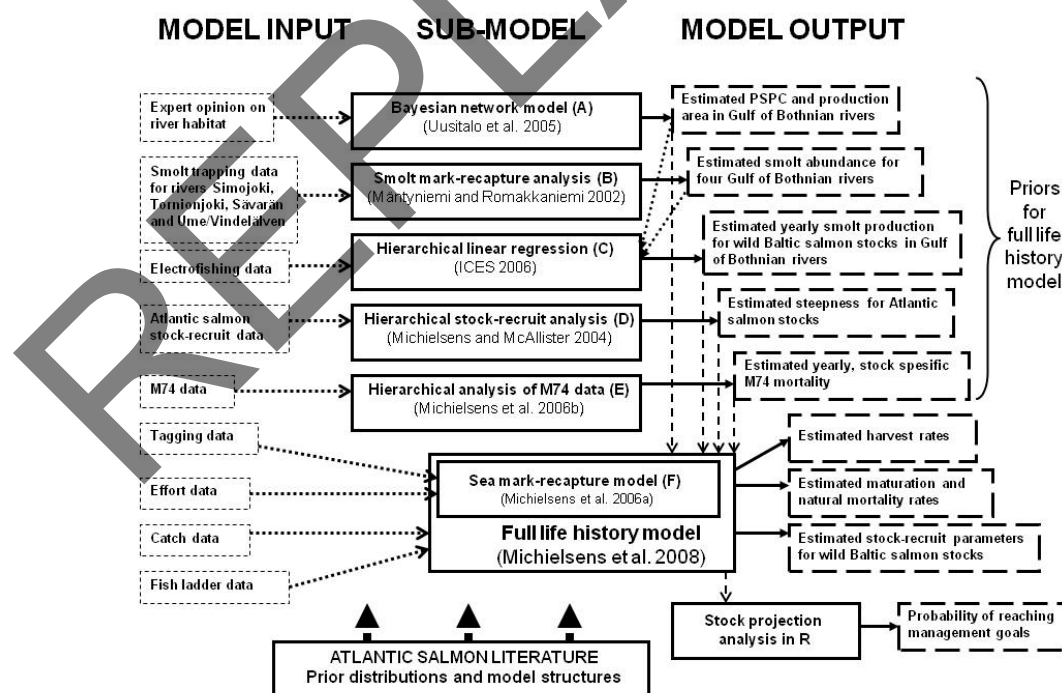 MODEL INPUT
SUB-MODEL
MODEL OUTPUT
Expert opinion on
river habitat
Bayesian network model (A)
(Uusitalo et al. 2005)
Estimated PSPC and production
area in Gulf of Bothnian rivers
Smolt trapping data
for rivers Simojoki,
Tornionjoki, Sävarän
and Ume/Vindelälven
Smolt mark-recapture analysis (B)
(Mäntyniemi and Romakkaniemi 2002)
Estimated smolt abundance for
four Gulf of Bothnian rivers
Electrofishing data
Hierarchical linear regression (C)
(ICES 2006)
Estimated yearly smolt production
for wild Baltic salmon stocks in Gulf
of Bothnian rivers
Atlantic salmon
stock-recruit data
Hierarchical stock-recruit analysis (D)
(Michielsens and McAllister 2004)
Estimated steepness for Atlantic
salmon stocks
M74 data
Hierarchical analysis of M74 data (E)
(Michielsens et al. 2006b)
Estimated yearly, stock spesific
M74 mortality
Priors
for
full life
history
model
Tagging data
Effort data
Catch data
Fish ladder data
Sea mark-recapture model (F)
(Michielsens et al. 2006a)
Full life history model
(Michielsens et al. 2008)
Estimated harvest rates
Estimated maturation and
natural mortality rates
Estimated stock-recruit parameters
for wild Baltic salmon stocks
Stock projection
analysis in R
Probability of reaching
management goals
ATLANTIC SALMON LITERATURE
Prior distributions and model structures